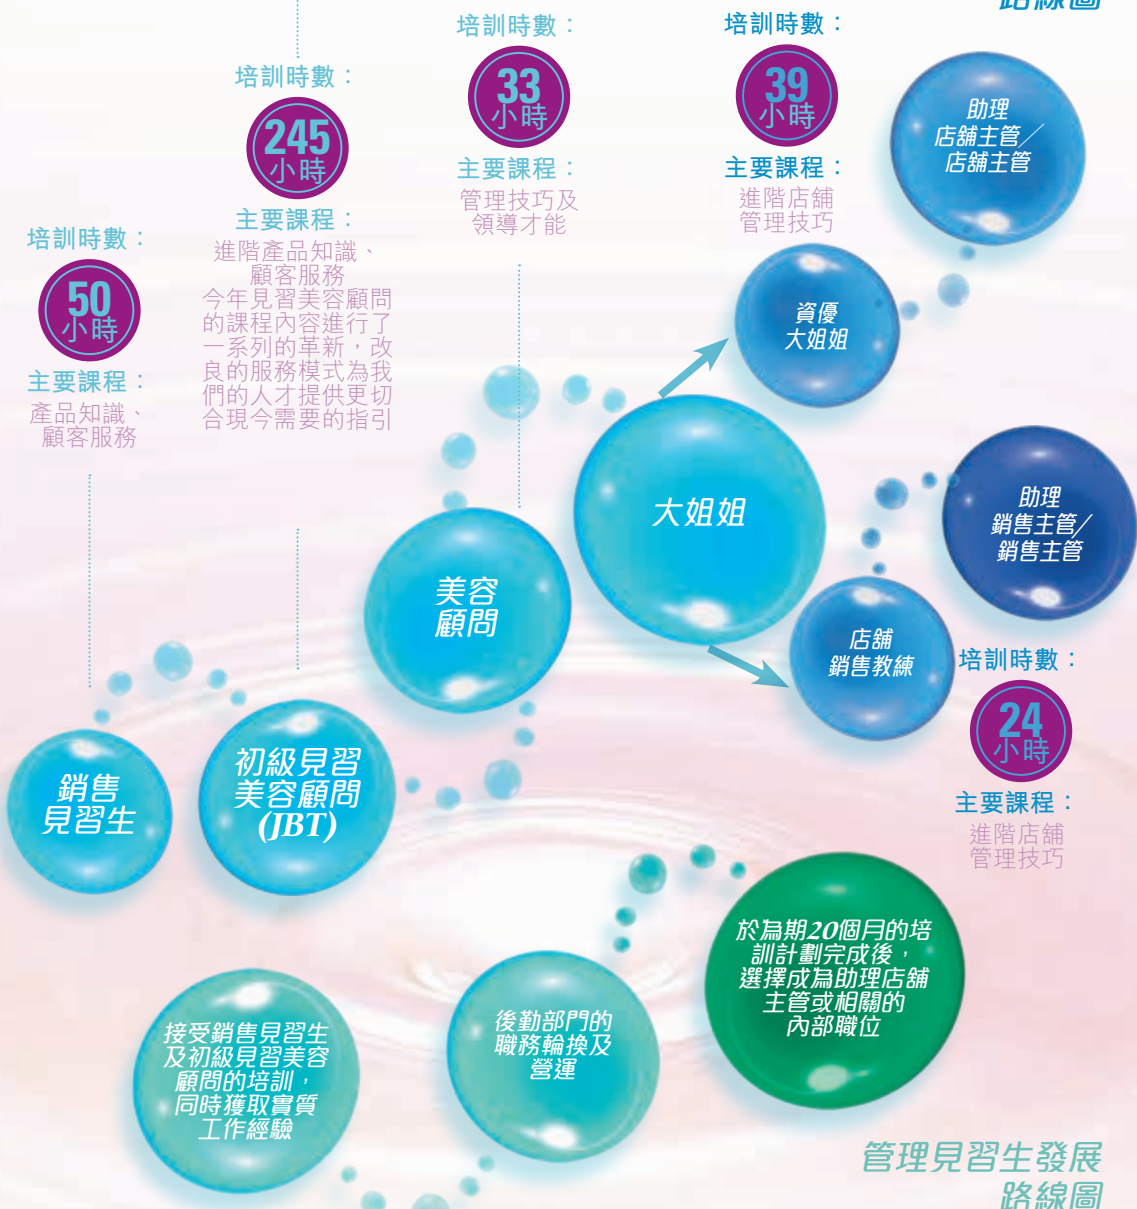 路線圖
培訓時數：
50
小時
主要課程：
產品知識、
顧客服務
培訓時數：
245
小時
主要課程：
進階產品知識、
顧客服務
今年見習美容顧問
的課程內容進行了
一系列的革新，改
良的服務模式為我
們的人才提供更切
合現今需要的指引
培訓時數：
33
小時
主要課程：
管理技巧及
領導才能
培訓時數：
39
小時
主要課程：
進階店舖
管理技巧
助理
店舖主管／
店舖主管
資優
大姐姐
大姐姐
助理
銷售主管／
銷售主管
店舖
銷售教練
培訓時數：
24
小時
主要課程：
進階店舖
管理技巧
美容
顧問
初級見習
美容顧問
(JBT)
銷售
見習生
接受銷售見習生
及初級見習美容
顧問的培訓，
同時獲取實質
工作經驗
後勤部門的
職務輪換及
營運
於為期20個月的培
訓計劃完成後，
選擇成為助理店舖
主管或相關的
內部職位
管理見習生發展
路線圖